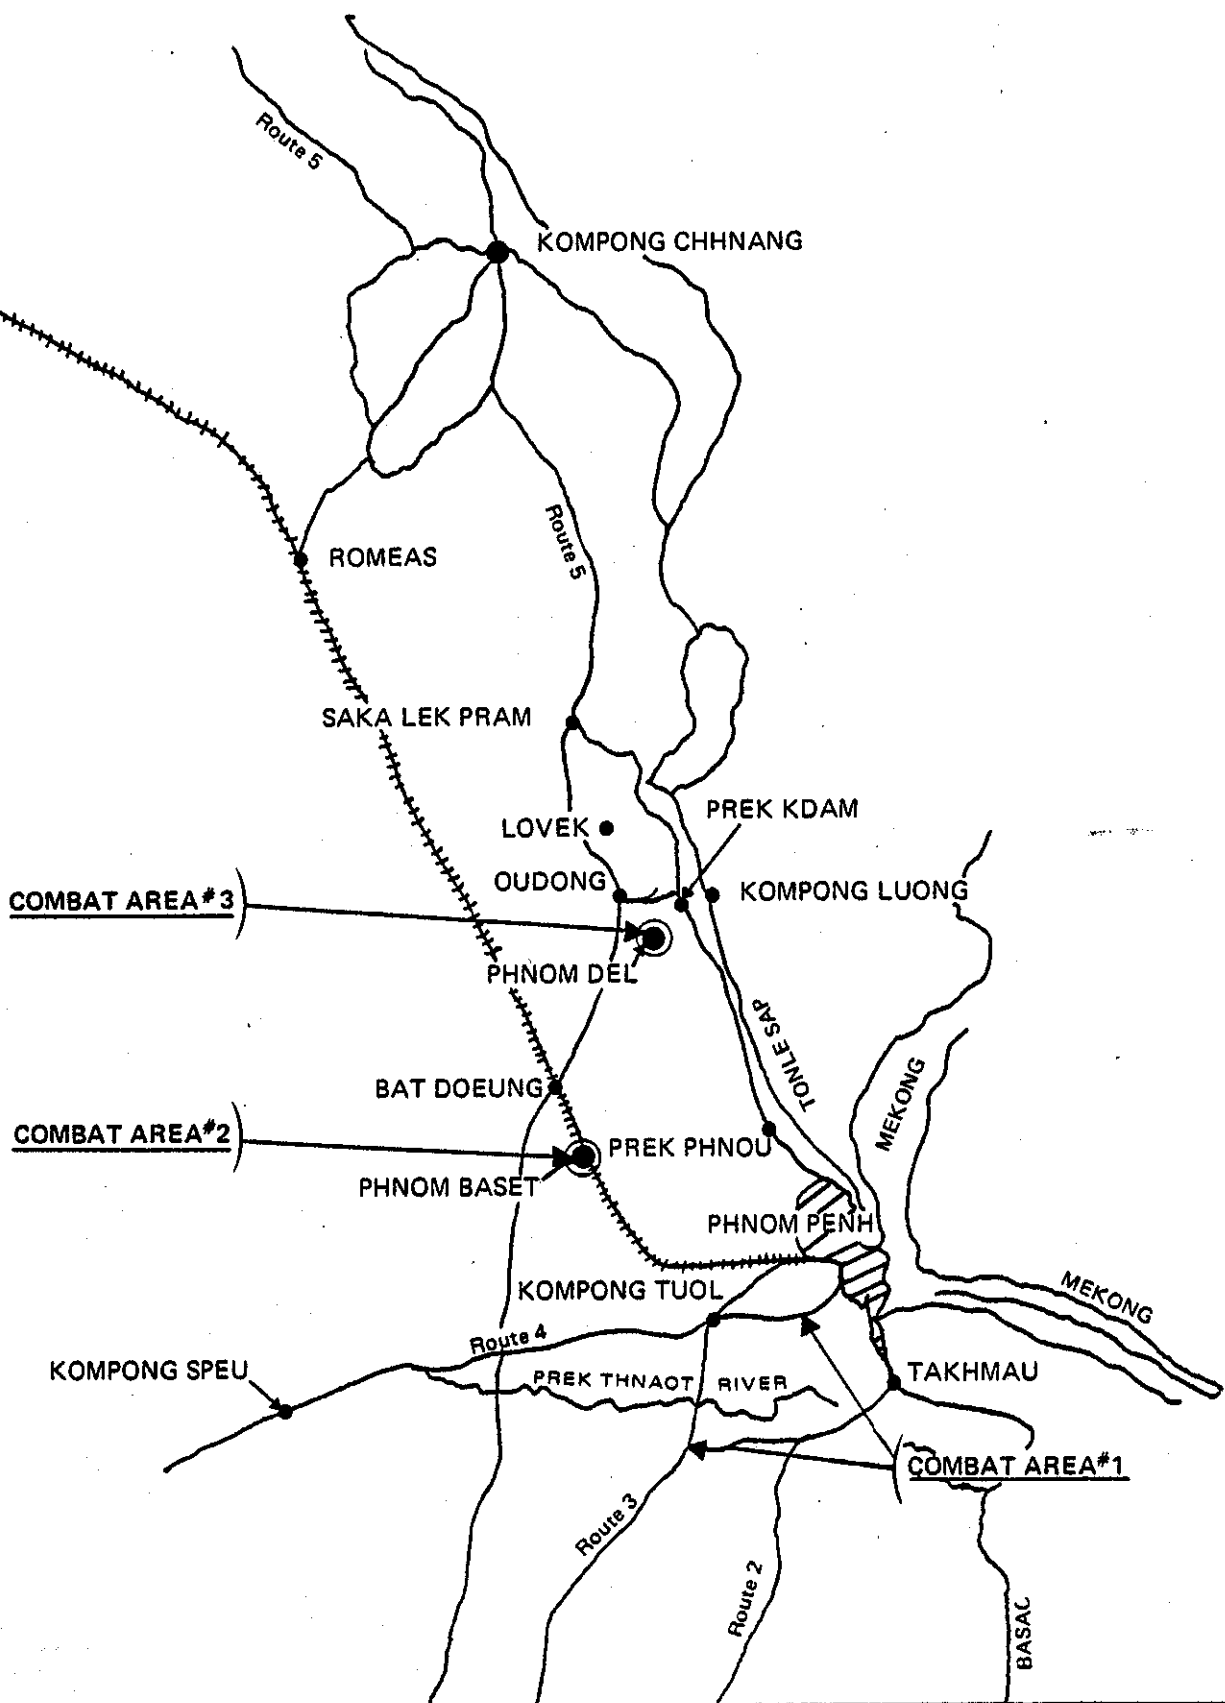 Route 5
KOMPONG CHHNANG
Route 5
ROMEAS
SAKA LEK PRAM
PREK KDAM
LOVEK
OUDONG
KOMPONG LUONG
COMBAT AREA #3
PHNOM DEL
TONLE SAP
MEKONG
BAT DOEUNG
COMBAT AREA #2
PREK PHNOU
PHNOM BASET
PHNOM PENH
KOMPONG TUOL
MEKONG
Route 4
KOMPONG SPEU
PREK THNAOT RIVER
TAKHMAU
COMBAT AREA #1
Route 3
Route 2
BASAC